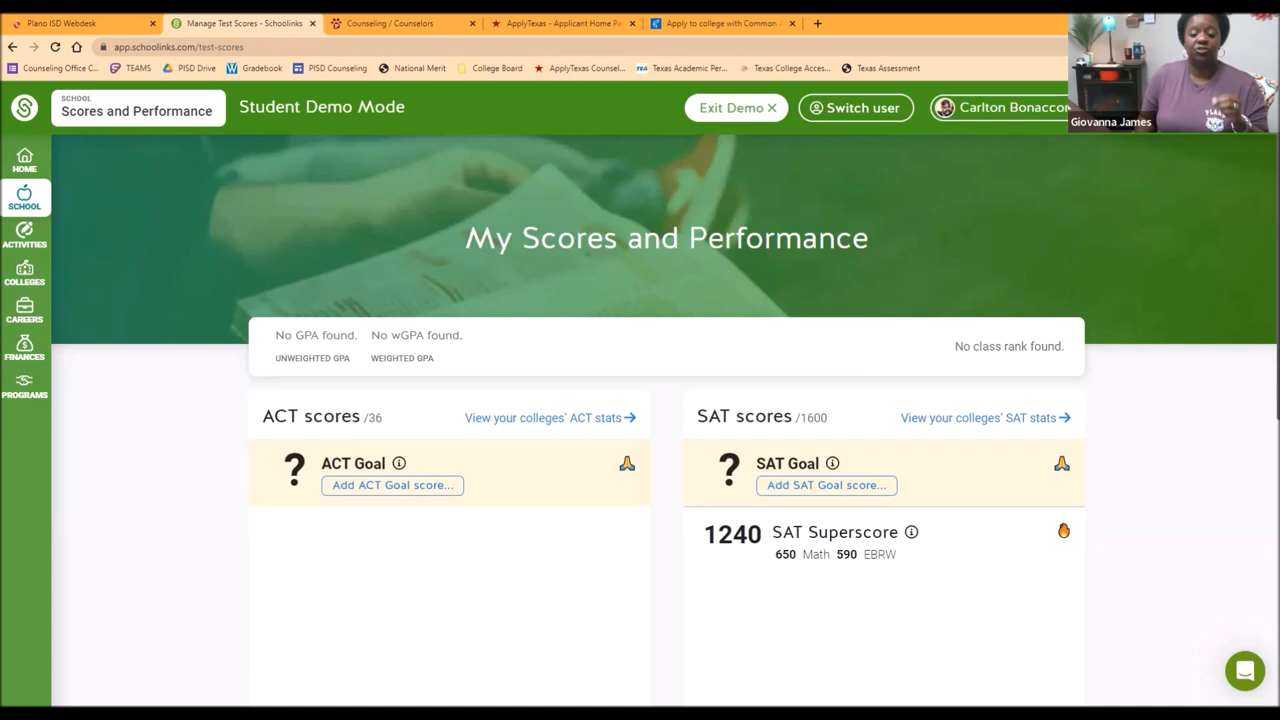 Plano ISD Webdesk
Manage Test Scores - Schoolinks
Counseling / Counselors
ApplyTexas - Applicant Home Pa
Apply to college with Common A
app.schoolinks.com/test-scores
Counseling Office C...
TEAMS
PISD Drive
Gradebook
PISD Counseling
National Merit
College Board
ApplyTexas Counsel...
Texas Academic Per...
Texas College Acces...
Texas Assessment
SCHOOL
Scores and Performance
Student Demo Mode
Exit Demo ×
Switch user
Carlton Bonaccor
Giovanna James
PLANO
HOME
SCHOOL
ACTIVITIES
COLLEGES
CAREERS
FINANCES
PROGRAMS
My Scores and Performance
No GPA found. No wGPA found.
UNWEIGHTED GPA WEIGHTED GPA
No class rank found.
ACT scores /36
View your colleges' ACT stats →
? ACT Goal
Add ACT Goal score...
SAT scores /1600
View your colleges' SAT stats →
? SAT Goal
Add SAT Goal score...
1240 SAT Superscore
650 Math 590 EBRW